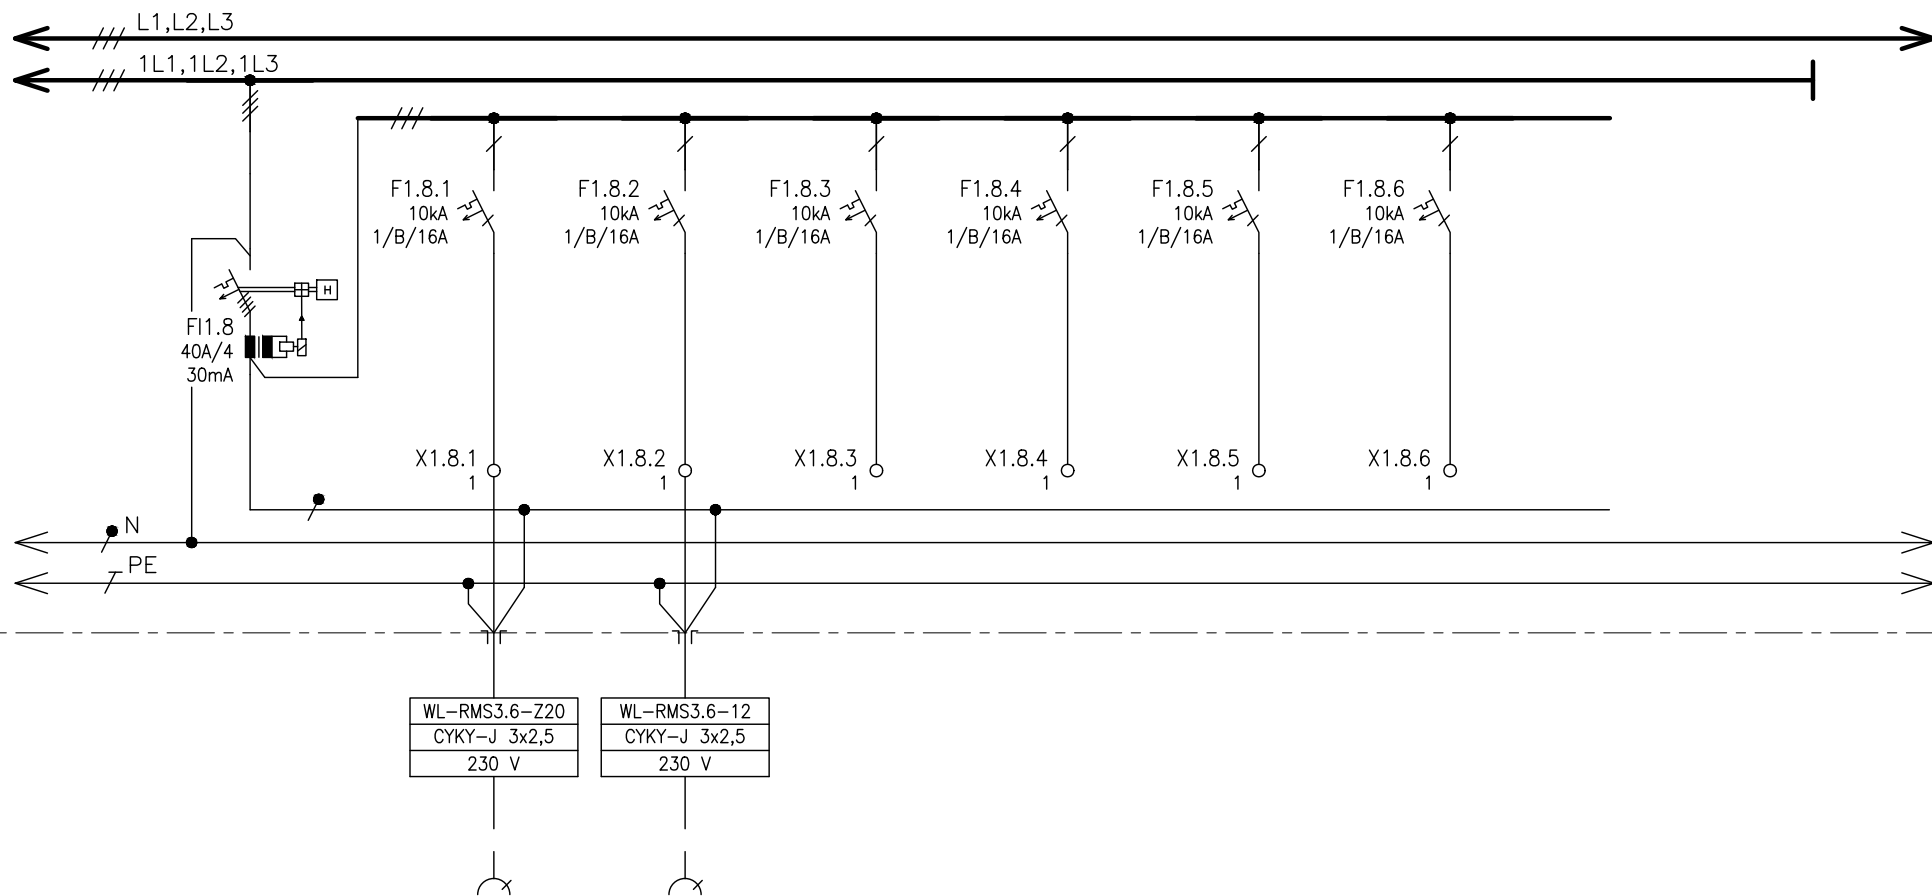 L1,L2,L3
1L1,1L2,1L3
F1.8.1
10kA
1/B/16A
F1.8.2
10kA
1/B/16A
F1.8.3
10kA
1/B/16A
F1.8.4
10kA
1/B/16A
F1.8.5
10kA
1/B/16A
F1.8.6
10kA
1/B/16A
H
FI1.8
40A/4
30mA
X1.8.1
1
X1.8.2
1
X1.8.3
1
X1.8.4
1
X1.8.5
1
X1.8.6
1
N
PE
WL-RMS3.6-Z20
CYKY-J 3x2,5
230 V
WL-RMS3.6-12
CYKY-J 3x2,5
230 V